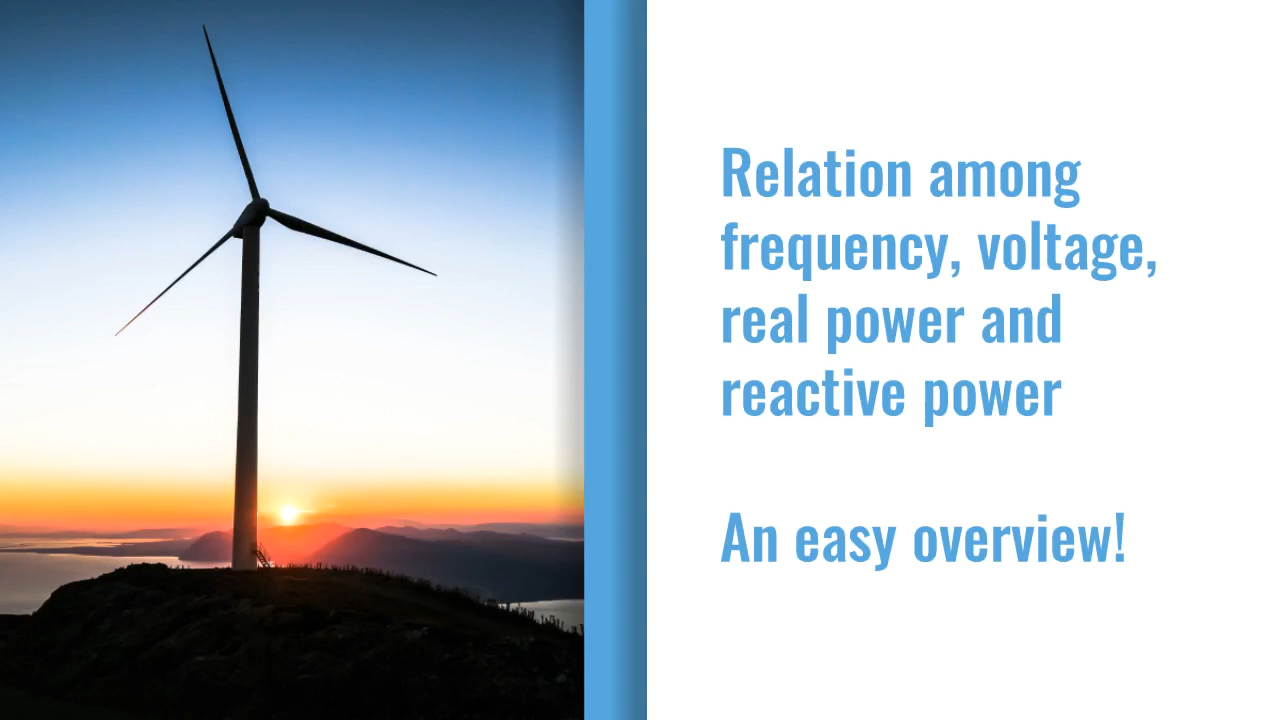 Relation among
frequency, voltage,
real power and
reactive power
An easy overview!